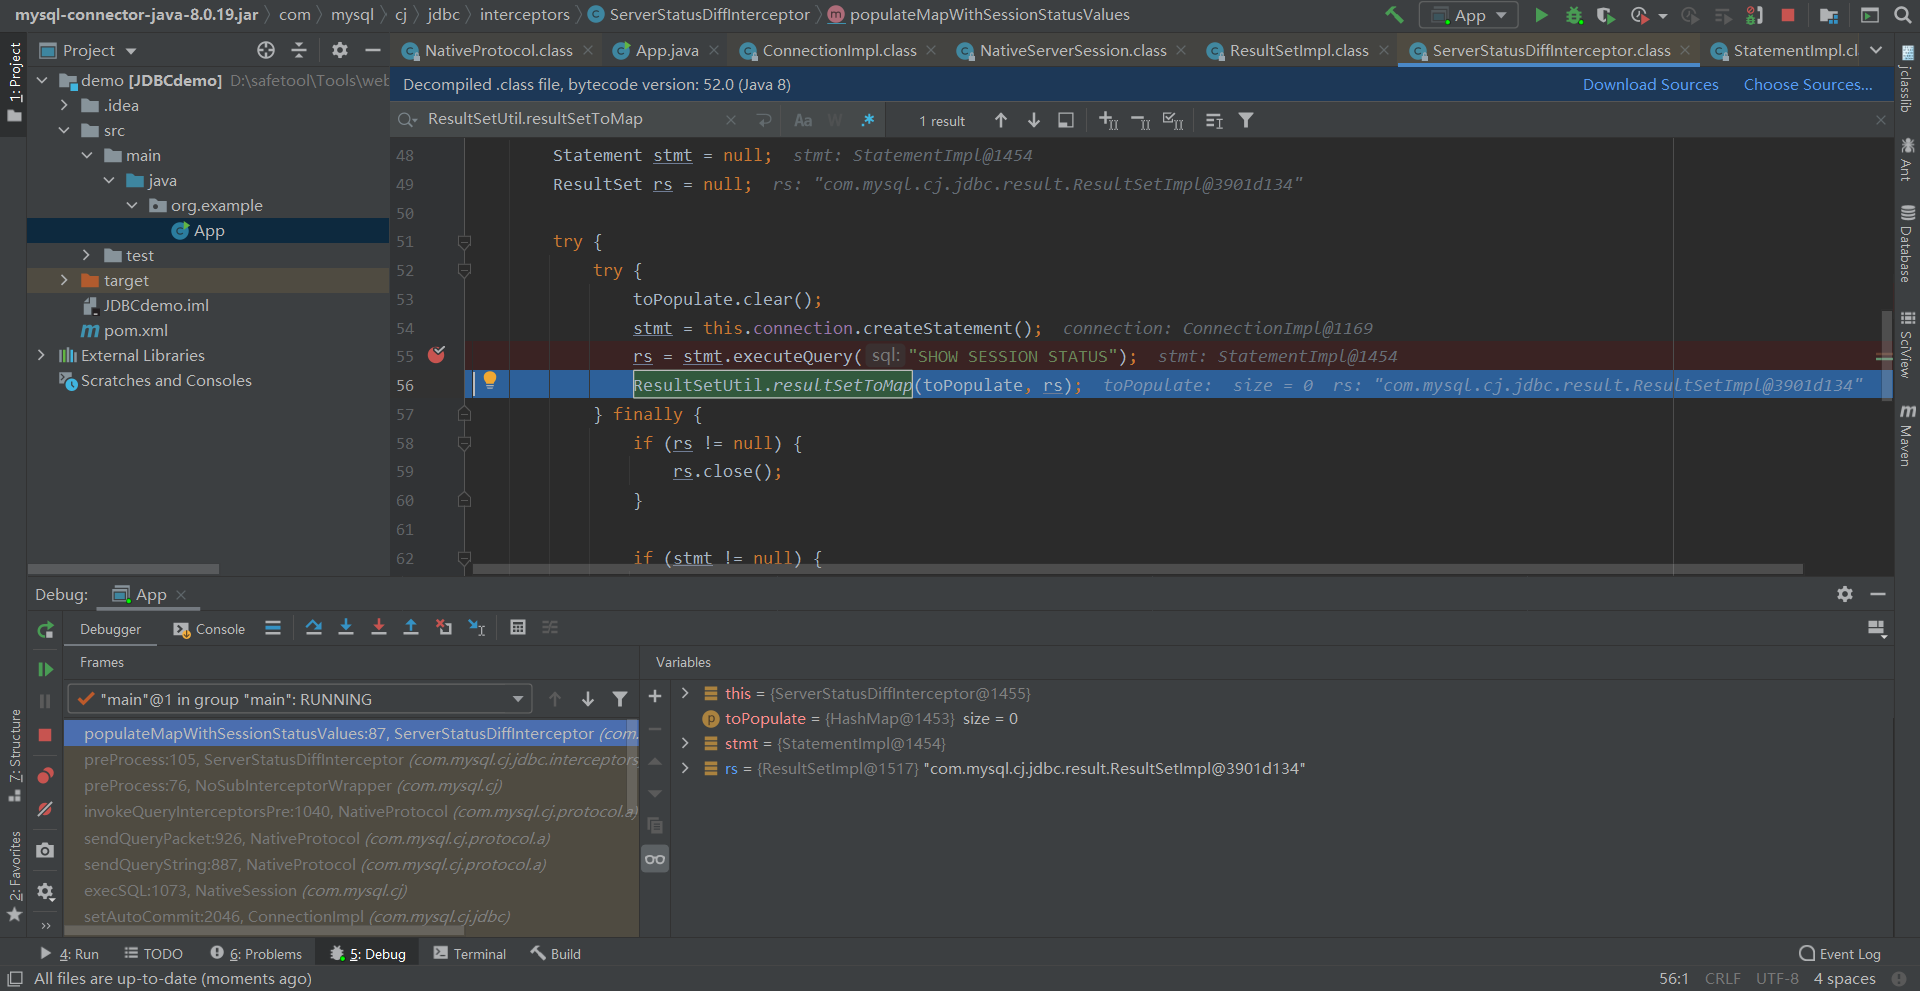 mysql-connector-java-8.0.19.jar com mysql cj jdbc interceptors ServerStatusDiffInterceptor populateMapWithSessionStatusValues App
Project NativeProtocol.class App.java ConnectionImpl.class NativeServerSession.class ResultSetImpl.class ServerStatusDiffInterceptor.class StatementImpl.cl
1: Project
demo [JDBCdemo] D:\safetool\Tools\web
.idea
src
main
java
org.example
App
test
target
JDBCdemo.iml
pom.xml
External Libraries
Scratches and Consoles
Decompiled .class file, bytecode version: 52.0 (Java 8) Download Sources Choose Sources...
ResultSetUtil.resultSetToMap Aa W .* 1 result
48 Statement stmt = null; stmt: StatementImpl@1454
49 ResultSet rs = null; rs: "com.mysql.cj.jdbc.result.ResultSetImpl@3901d134"
50
51 try {
52 try {
53 toPopulate.clear();
54 stmt = this.connection.createStatement(); connection: ConnectionImpl@1169
55 rs = stmt.executeQuery( sql: "SHOW SESSION STATUS"); stmt: StatementImpl@1454
56 ResultSetUtil.resultSetToMap(toPopulate, rs); toPopulate: size = 0 rs: "com.mysql.cj.jdbc.result.ResultSetImpl@3901d134"
57 } finally {
58 if (rs != null) {
59 rs.close();
60 }
61
62 if (stmt != null) {
jclasslib
Ant
Database
SciView
Maven
Debug: App
Debugger Console
Frames
"main"@1 in group "main": RUNNING
populateMapWithSessionStatusValues:87, ServerStatusDiffInterceptor (com.
preProcess:105, ServerStatusDiffInterceptor (com.mysql.cj.jdbc.interceptors
preProcess:76, NoSubInterceptorWrapper (com.mysql.cj)
invokeQueryInterceptorsPre:1040, NativeProtocol (com.mysql.cj.protocol.a)
sendQueryPacket:926, NativeProtocol (com.mysql.cj.protocol.a)
sendQueryString:887, NativeProtocol (com.mysql.cj.protocol.a)
execSQL:1073, NativeSession (com.mysql.cj)
setAutoCommit:2046, ConnectionImpl (com.mysql.cj.jdbc)
Variables
this = {ServerStatusDiffInterceptor@1455}
toPopulate = {HashMap@1453} size = 0
stmt = {StatementImpl@1454}
rs = {ResultSetImpl@1517} "com.mysql.cj.jdbc.result.ResultSetImpl@3901d134"
7: Structure
2: Favorites
4: Run TODO 6: Problems 5: Debug Terminal Build Event Log
All files are up-to-date (moments ago) 56:1 CRLF UTF-8 4 spaces